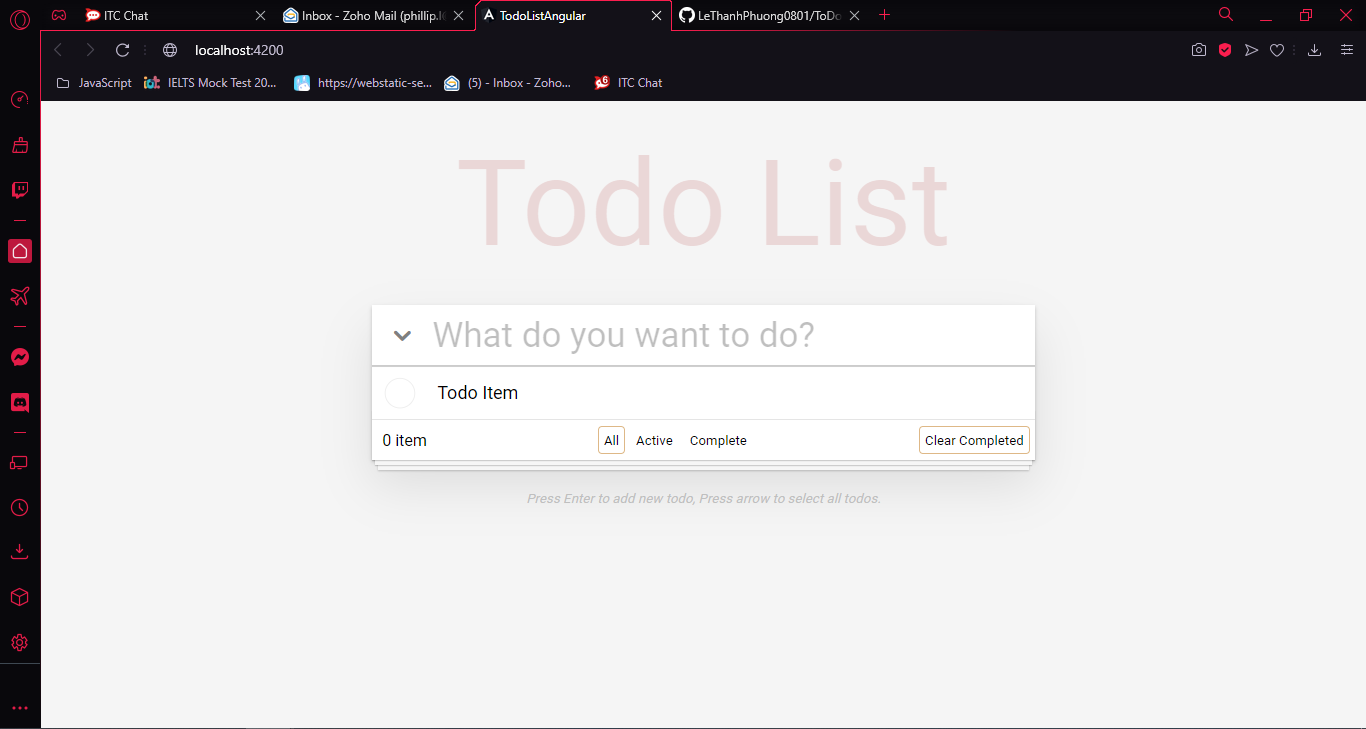 ITC Chat
Inbox - Zoho Mail (phillip.l
TodoListAngular
LeThanhPhuong0801/ToDo
localhost:4200
JavaScript
IELTS Mock Test 20...
https://webstatic-se...
(5) - Inbox - Zoho...
6
ITC Chat
Todo List
What do you want to do?
Todo Item
0 item
All
Active
Complete
Clear Completed
Press Enter to add new todo, Press arrow to select all todos.